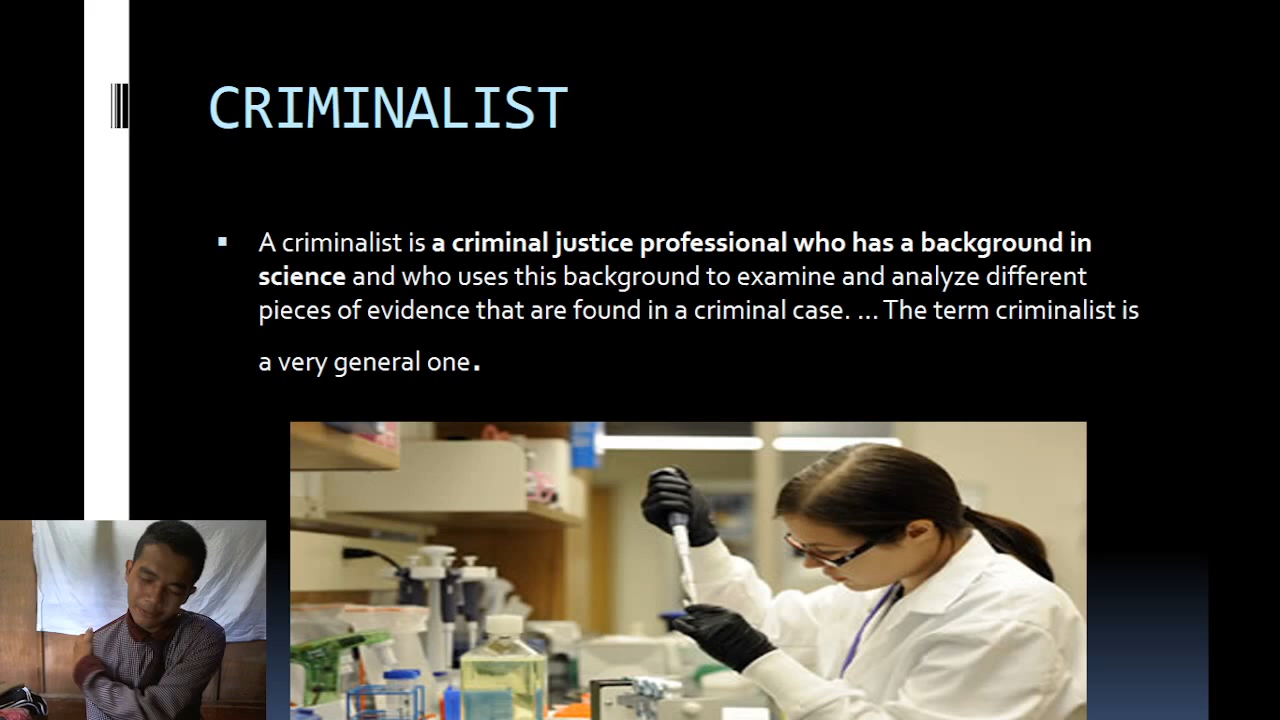 CRIMINALIST
▪ A criminalist is a criminal justice professional who has a background in
science and who uses this background to examine and analyze different
pieces of evidence that are found in a criminal case. ... The term criminalist is
a very general one.